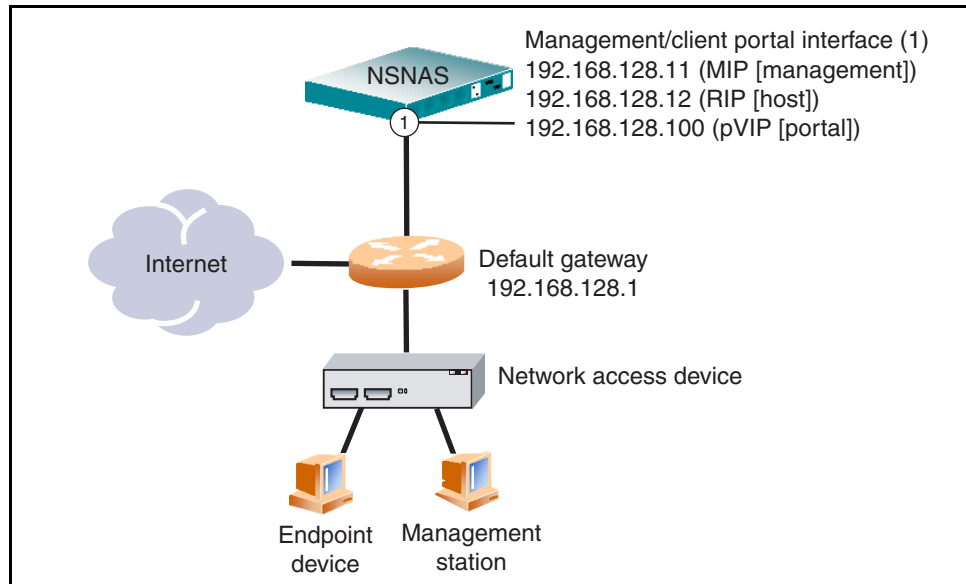 NSNAS
1
Management/client portal interface (1)
192.168.128.11 (MIP [management])
192.168.128.12 (RIP [host])
192.168.128.100 (pVIP [portal])
Internet
Default gateway
192.168.128.1
Network access device
Endpoint
device
Management
station